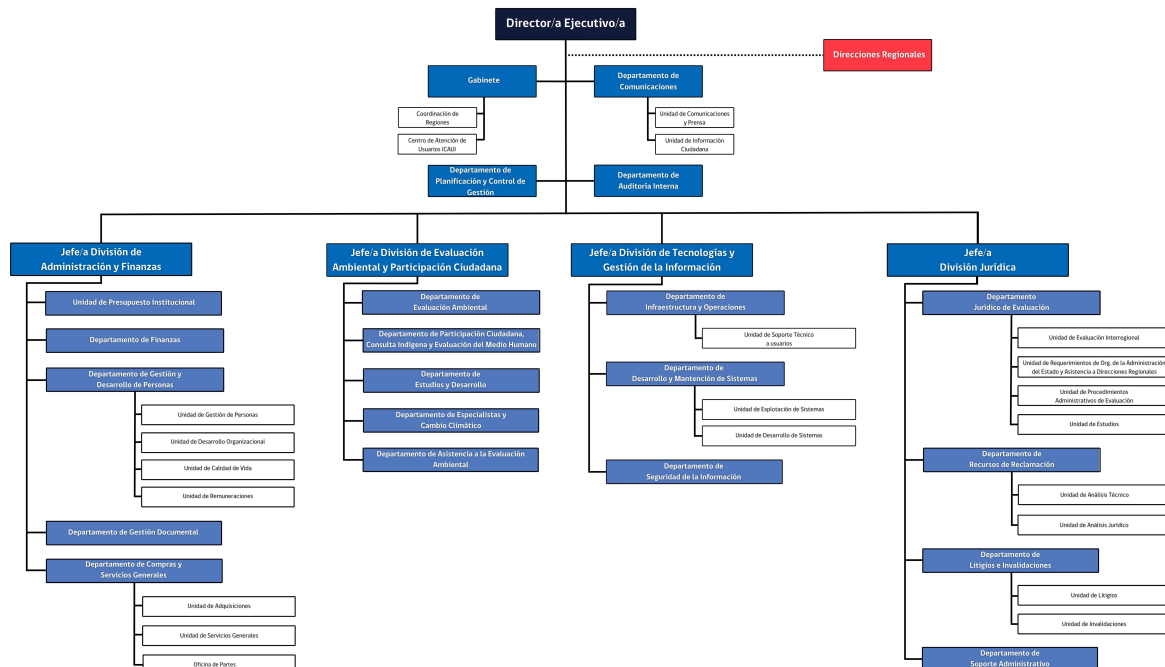 Director/a Ejecutivo/a
Direcciones Regionales
Gabinete
Departamento de
Comunicaciones
Coordinación de
Regiones
Centro de Atención de
Usuarios (CAU)
Unidad de Comunicaciones
y Prensa
Unidad de Información
Ciudadana
Departamento de
Planificación y Control de
Gestión
Departamento de
Auditoría Interna
Jefe/a División de
Administración y Finanzas
Unidad de Presupuesto Institucional
Departamento de Finanzas
Departamento de Gestión y
Desarrollo de Personas
Unidad de Gestión de Personas
Unidad de Desarrollo Organizacional
Unidad de Calidad de Vida
Unidad de Remuneraciones
Departamento de Gestión Documental
Departamento de Compras y
Servicios Generales
Unidad de Adquisiciones
Unidad de Servicios Generales
Oficina de Partes
Jefe/a División de Evaluación
Ambiental y Participación Ciudadana
Departamento de
Evaluación Ambiental
Departamento de Participación Ciudadana,
Consulta Indígena y Evaluación del Medio Humano
Departamento de
Estudios y Desarrollo
Departamento de Especialistas y
Cambio Climático
Departamento de Asistencia a la Evaluación
Ambiental
Jefe/a División de Tecnologías y
Gestión de la Información
Departamento de
Infraestructura y Operaciones
Unidad de Soporte Técnico
a usuarios
Departamento de
Desarrollo y Mantención de Sistemas
Unidad de Explotación de Sistemas
Unidad de Desarrollo de Sistemas
Departamento de
Seguridad de la Información
Jefe/a
División Jurídica
Departamento
Jurídico de Evaluación
Unidad de Evaluación Interregional
Unidad de Requerimientos de Org. de la Administración
del Estado y Asistencia a Direcciones Regionales
Unidad de Procedimientos
Administrativos de Evaluación
Unidad de Estudios
Departamento de
Recursos de Reclamación
Unidad de Análisis Técnico
Unidad de Análisis Jurídico
Departamento de
Litigios e Invalidaciones
Unidad de Litigios
Unidad de Invalidaciones
Departamento de
Soporte Administrativo